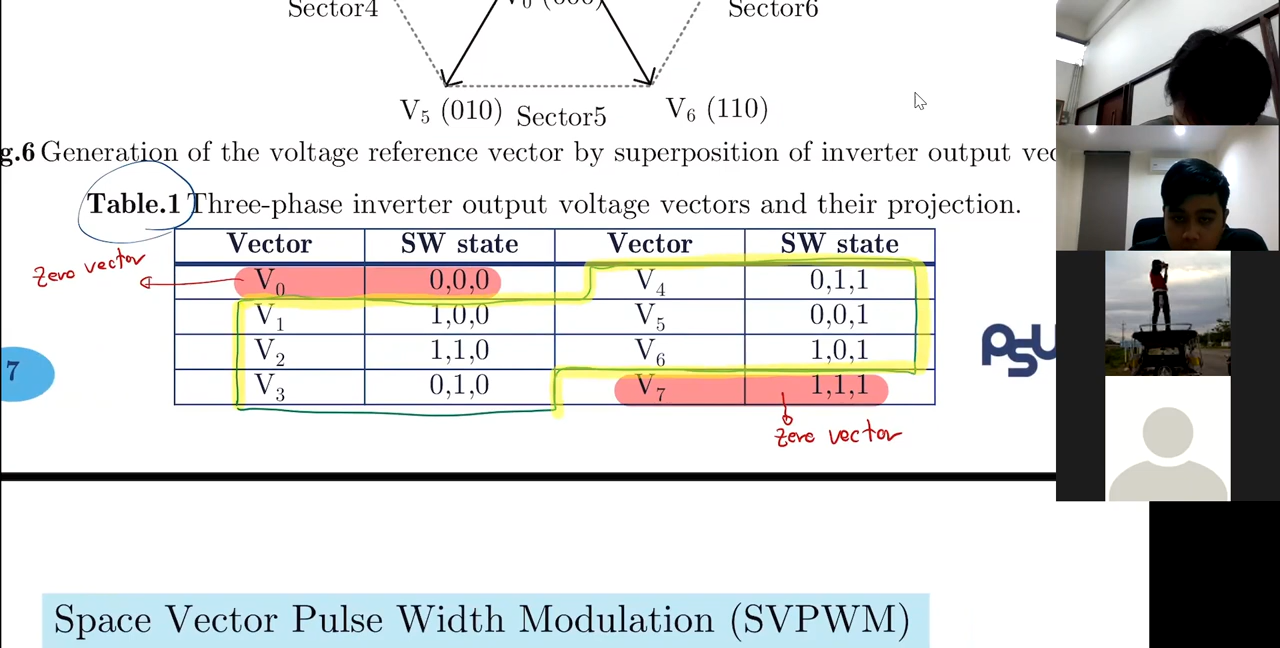 Sector4 Sector6
V₅ (010) Sector5 V₆ (110)
g.6 Generation of the voltage reference vector by superposition of inverter output vec
Table.1 Three-phase inverter output voltage vectors and their projection.
Vector SW state Vector SW state
Zero vector
V₀ 0,0,0 V₄ 0,1,1
V₁ 1,0,0 V₅ 0,0,1
V₂ 1,1,0 V₆ 1,0,1
V₃ 0,1,0 V₇ 1,1,1
7
PSU
Zero vector
Space Vector Pulse Width Modulation (SVPWM)